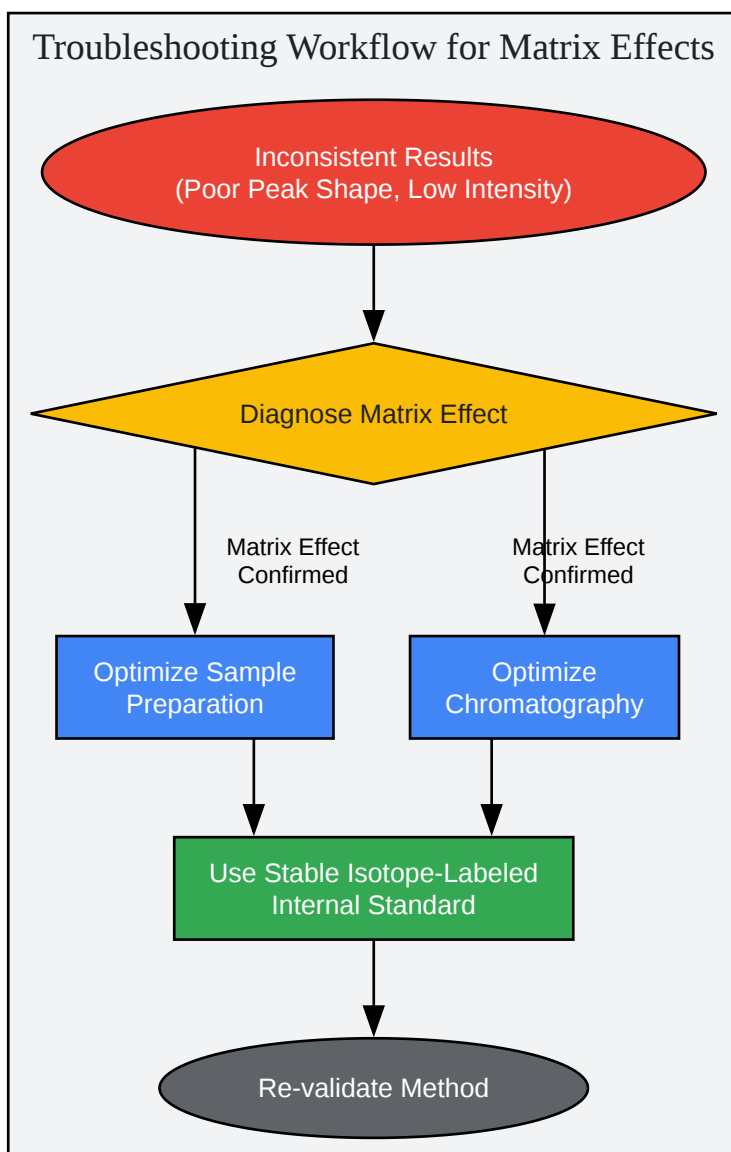 Troubleshooting Workflow for Matrix Effects
Inconsistent Results
(Poor Peak Shape, Low Intensity)
Diagnose Matrix Effect
Matrix Effect
Confirmed
Matrix Effect
Confirmed
Optimize Sample
Preparation
Optimize
Chromatography
Use Stable Isotope-Labeled
Internal Standard
Re-validate Method